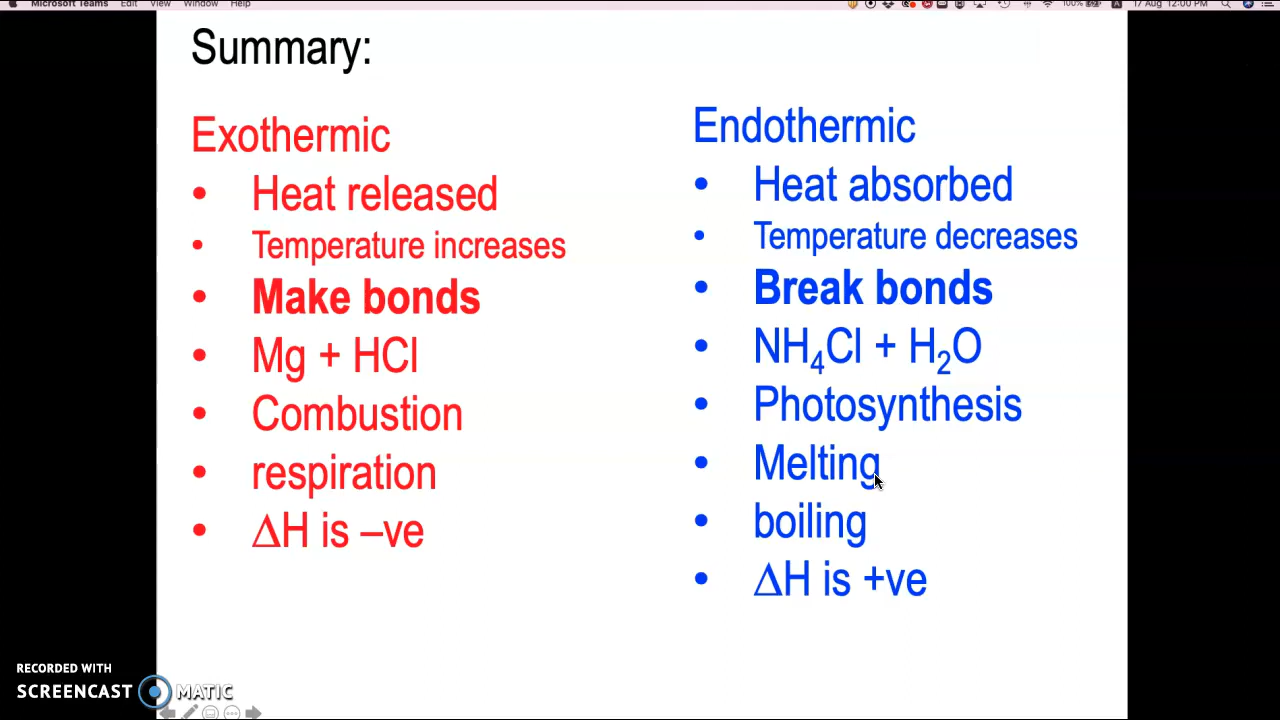 Microsoft Teams Edit View Window Help 100% 17 Aug 12:00 PM
Summary:
Exothermic
• Heat released
• Temperature increases
• Make bonds
• Mg + HCl
• Combustion
• respiration
• ΔH is –ve
Endothermic
• Heat absorbed
• Temperature decreases
• Break bonds
• NH₄Cl + H₂O
• Photosynthesis
• Melting
• boiling
• ΔH is +ve
RECORDED WITH
SCREENCAST MATIC